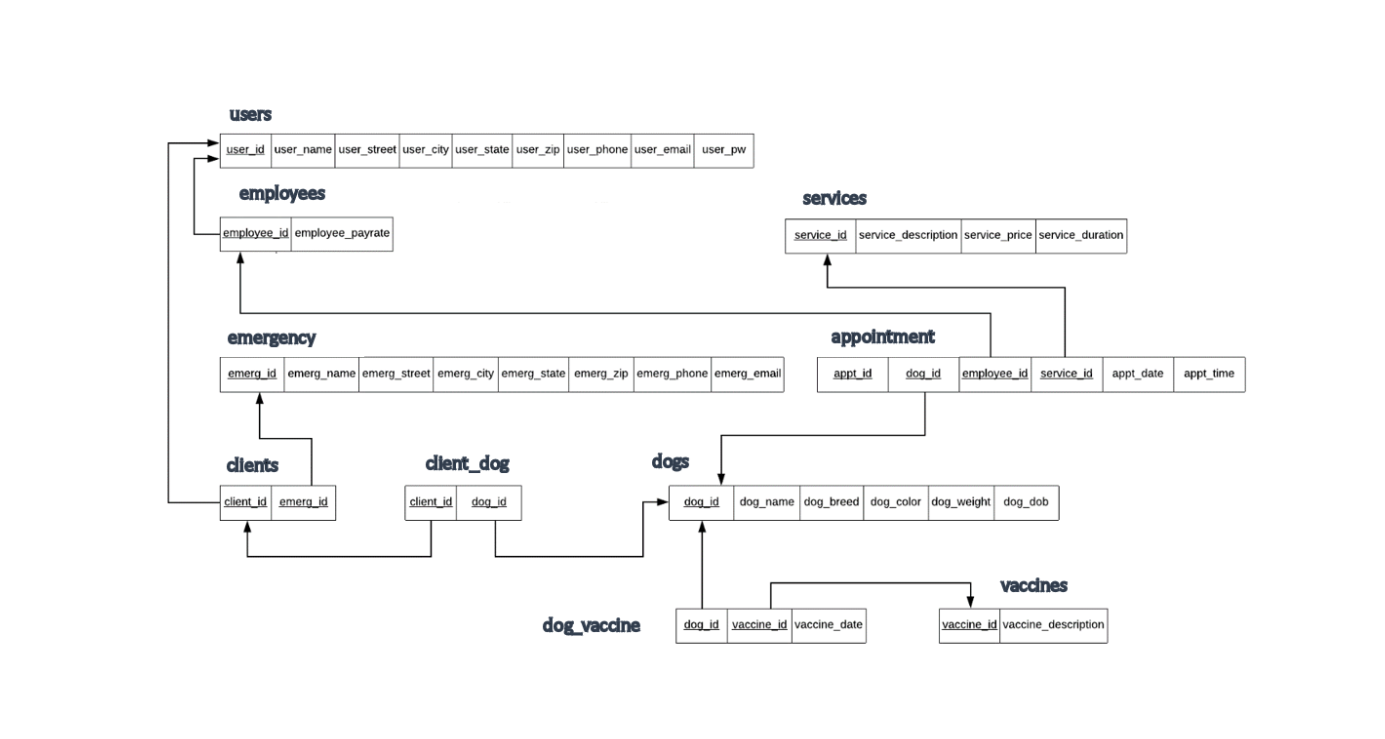 users
user_id user_name user_street user_city user_state user_zip user_phone user_email user_pw
employees
employee_id employee_payrate
services
service_id service_description service_price service_duration
emergency
emerg_id emerg_name emerg_street emerg_city emerg_state emerg_zip emerg_phone emerg_email
appointment
appt_id dog_id employee_id service_id appt_date appt_time
clients
client_id emerg_id
client_dog
client_id dog_id
dogs
dog_id dog_name dog_breed dog_color dog_weight dog_dob
dog_vaccine
dog_id vaccine_id vaccine_date
vaccines
vaccine_id vaccine_description